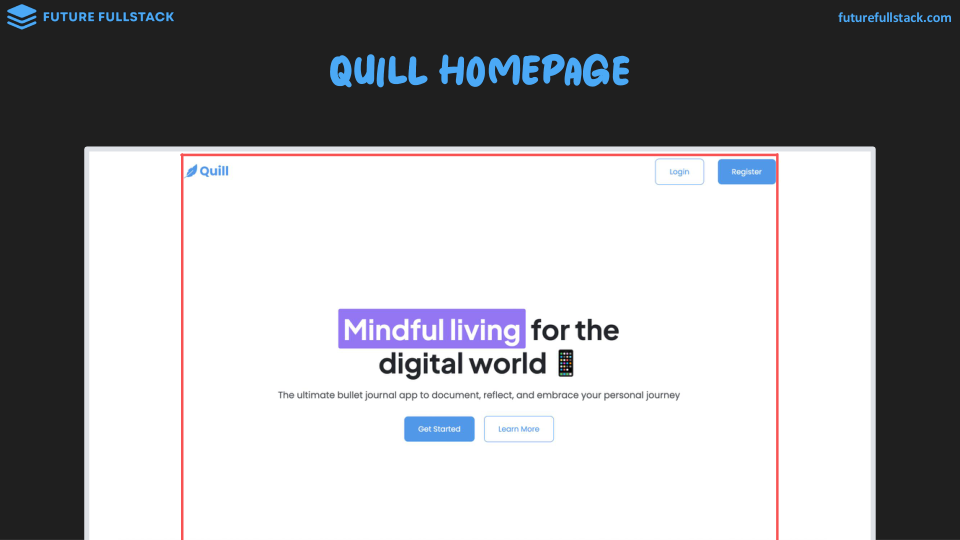 FUTURE FULLSTACK
futurefullstack.com
QUILL HOMEPAGE
Quill
Login
Register
Mindful living for the
digital world
The ultimate bullet journal app to document, reflect, and embrace your personal journey
Get Started
Learn More